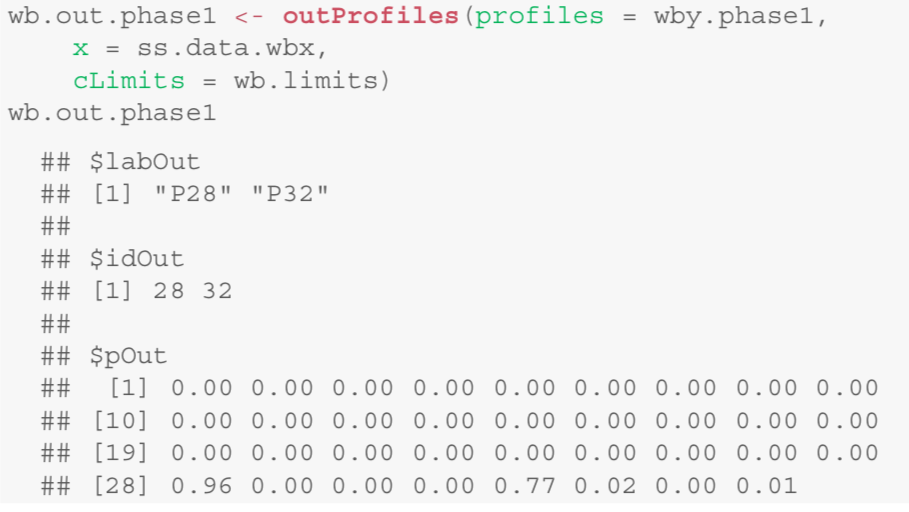 wb.out.phase1 <- outProfiles(profiles = wby.phase1,
    x = ss.data.wbx,
    cLimits = wb.limits)
wb.out.phase1
## $labOut
## [1] "P28" "P32"
##
## $idOut
## [1] 28 32
##
## $pOut
##  [1] 0.00 0.00 0.00 0.00 0.00 0.00 0.00 0.00 0.00
## [10] 0.00 0.00 0.00 0.00 0.00 0.00 0.00 0.00 0.00
## [19] 0.00 0.00 0.00 0.00 0.00 0.00 0.00 0.00 0.00
## [28] 0.96 0.00 0.00 0.00 0.77 0.02 0.00 0.01